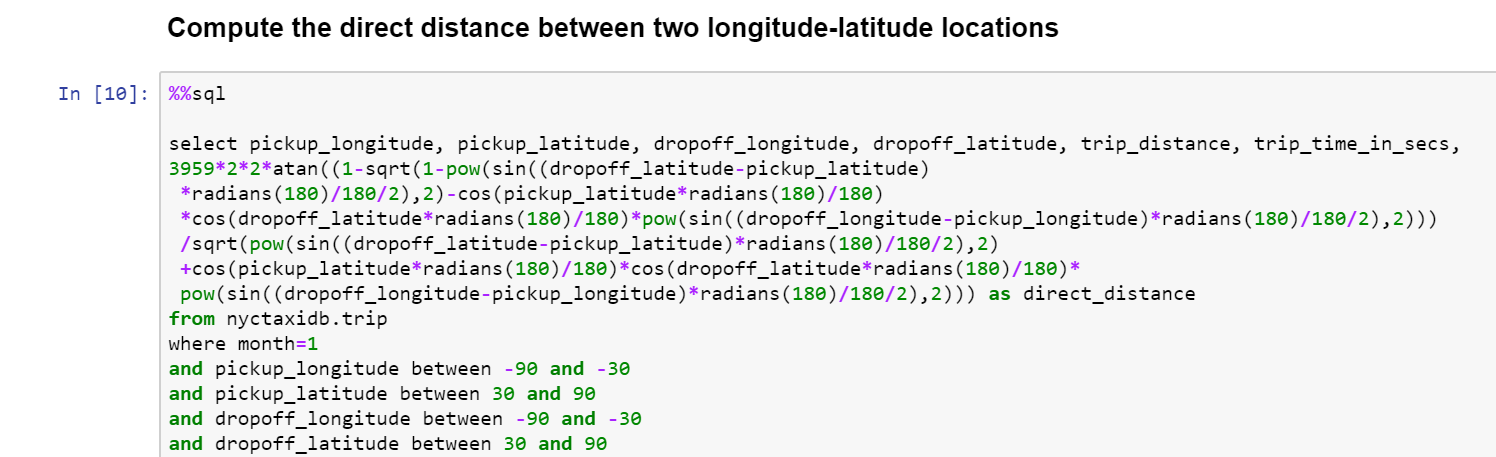 Compute the direct distance between two longitude-latitude locations
In [10]: %%sql
select pickup_longitude, pickup_latitude, dropoff_longitude, dropoff_latitude, trip_distance, trip_time_in_secs,
3959*2*2*atan((1-sqrt(1-pow(sin((dropoff_latitude-pickup_latitude)
*radians(180)/180/2),2)-cos(pickup_latitude*radians(180)/180)
*cos(dropoff_latitude*radians(180)/180)*pow(sin((dropoff_longitude-pickup_longitude)*radians(180)/180/2),2)))
/sqrt(pow(sin((dropoff_latitude-pickup_latitude)*radians(180)/180/2),2)
+cos(pickup_latitude*radians(180)/180)*cos(dropoff_latitude*radians(180)/180)*
pow(sin((dropoff_longitude-pickup_longitude)*radians(180)/180/2),2))) as direct_distance
from nyctaxidb.trip
where month=1
and pickup_longitude between -90 and -30
and pickup_latitude between 30 and 90
and dropoff_longitude between -90 and -30
and dropoff_latitude between 30 and 90